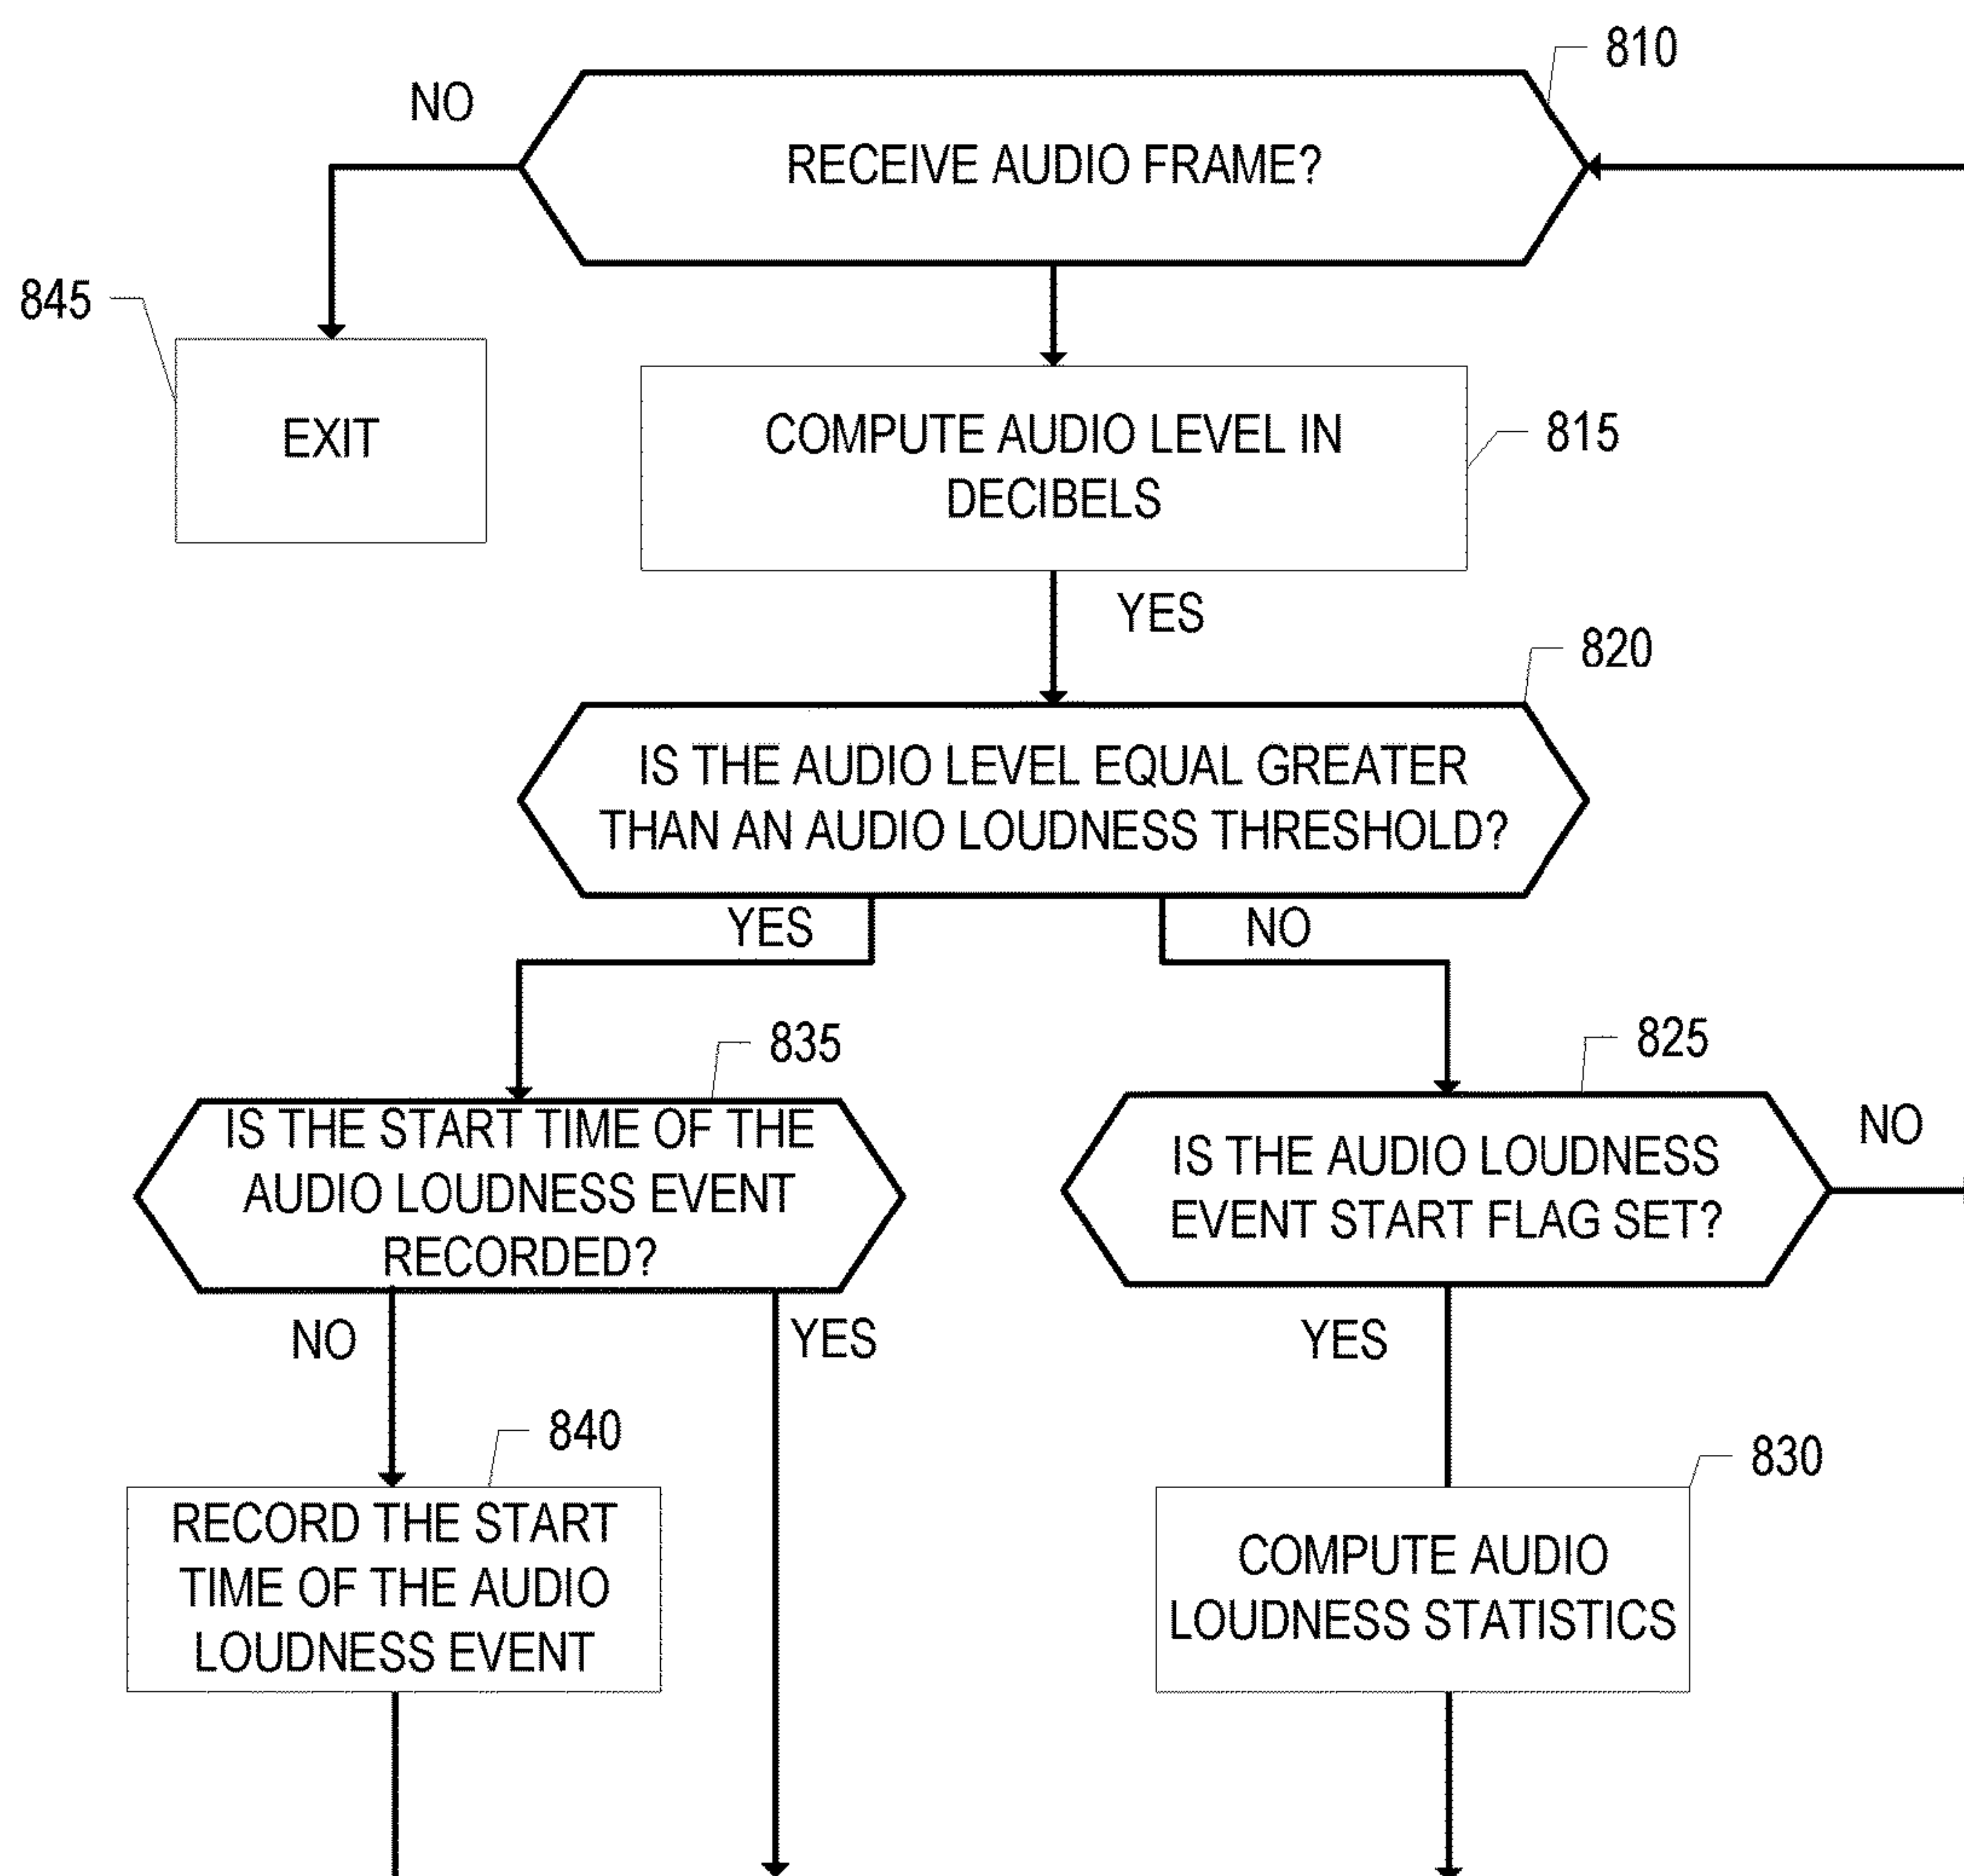 810
NO
RECEIVE AUDIO FRAME?
845
EXIT
COMPUTE AUDIO LEVEL IN
DECIBELS
815
YES
820
IS THE AUDIO LEVEL EQUAL GREATER
THAN AN AUDIO LOUDNESS THRESHOLD?
YES
NO
835
825
IS THE START TIME OF THE
AUDIO LOUDNESS EVENT
RECORDED?
IS THE AUDIO LOUDNESS
EVENT START FLAG SET?
NO
NO
YES
YES
840
830
RECORD THE START
TIME OF THE AUDIO
LOUDNESS EVENT
COMPUTE AUDIO
LOUDNESS STATISTICS